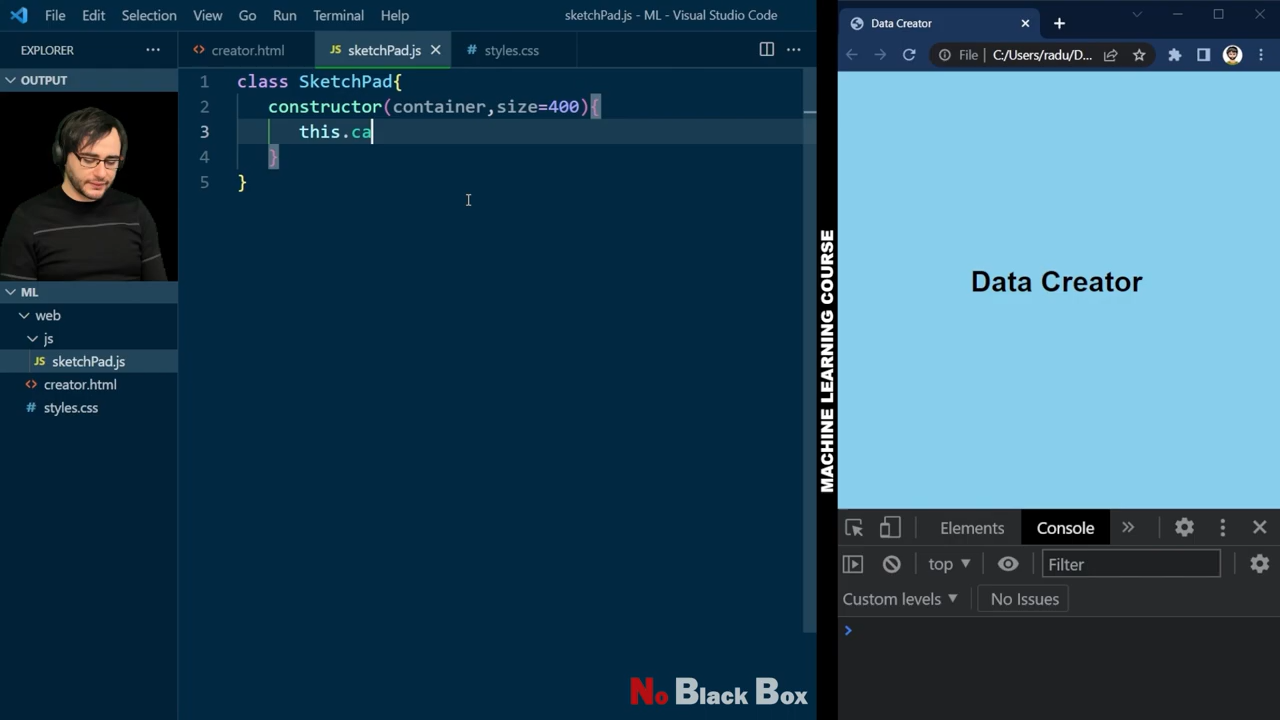 File Edit Selection View Go Run Terminal Help
sketchPad.js - ML - Visual Studio Code
EXPLORER
OUTPUT
ML
web
js
JS sketchPad.js
creator.html
styles.css
creator.html
JS sketchPad.js
styles.css
1 class SketchPad{
2 constructor(container,size=400){
3 this.ca
4 }
5 }
No Black Box
MACHINE LEARNING COURSE
Data Creator
File C:/Users/radu/D...
Data Creator
Elements Console
top Filter
Custom levels No Issues